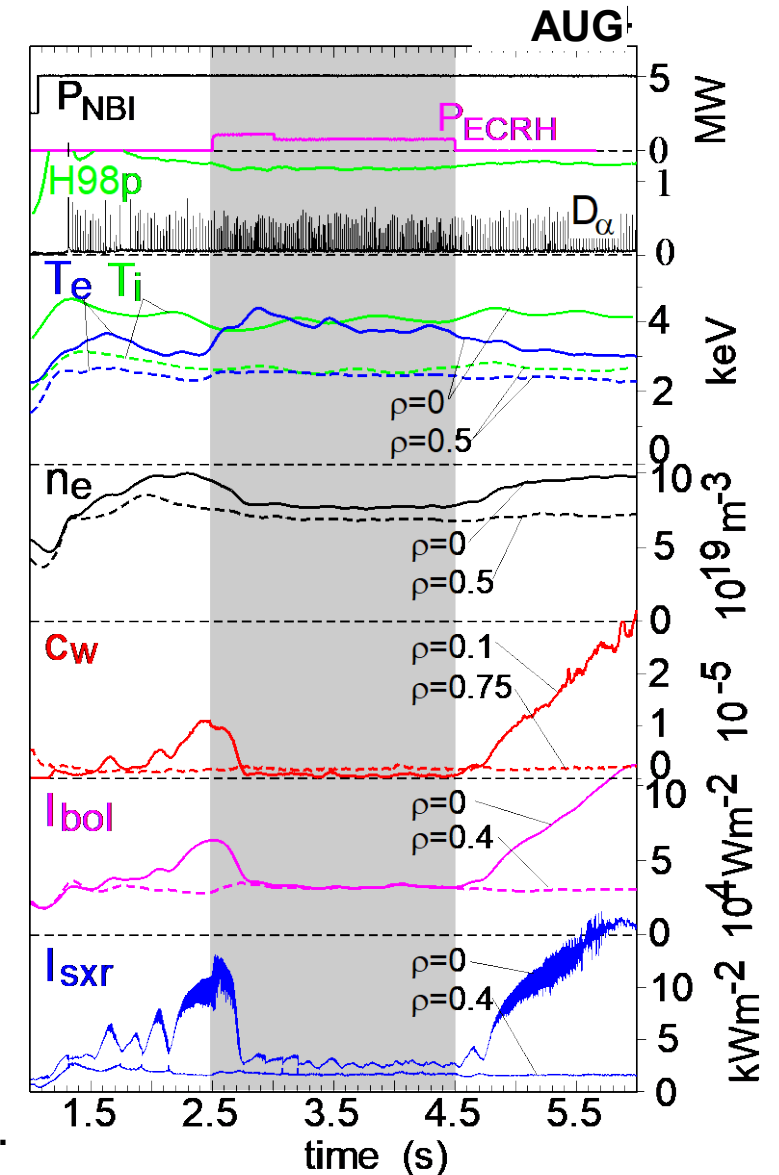 AUG
P_NBI
P_ECRH
5
0
MW
H98p
D_α
1
0
T_e T_i
ρ=0
ρ=0.5
4
2
0
keV
n_e
ρ=0
ρ=0.5
10
5
0
10^19 m^-3
c_W
ρ=0.1
ρ=0.75
2
1
0
10^-5
I_bol
ρ=0
ρ=0.4
10
5
0
10^4 Wm^-2
I_sxr
ρ=0
ρ=0.4
10
5
0
kWm^-2
1.5 2.5 3.5 4.5 5.5
time (s)